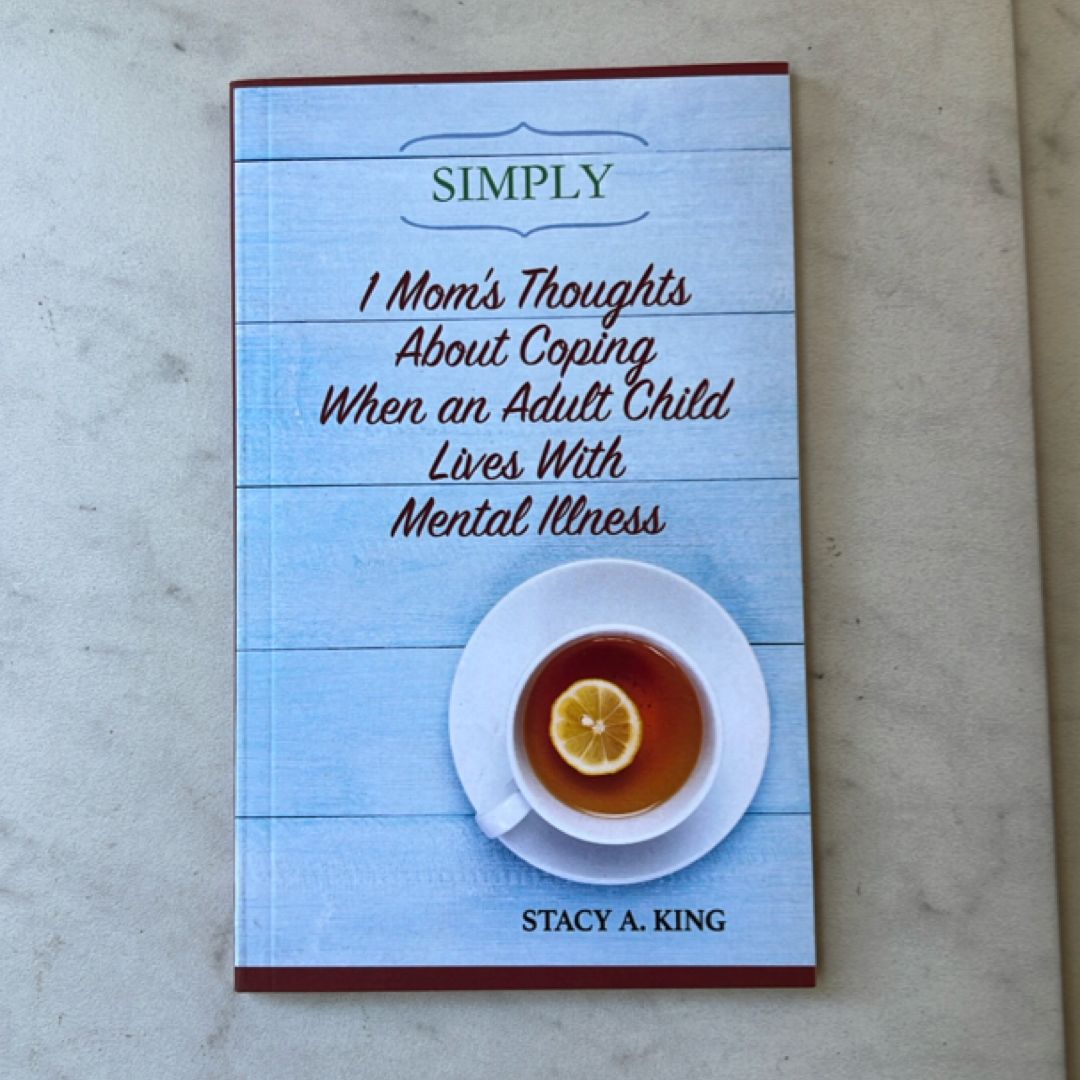 SIMPLY
1 Mom's Thoughts
About Coping
When an Adult Child
Lives With
Mental Illness
STACY A. KING